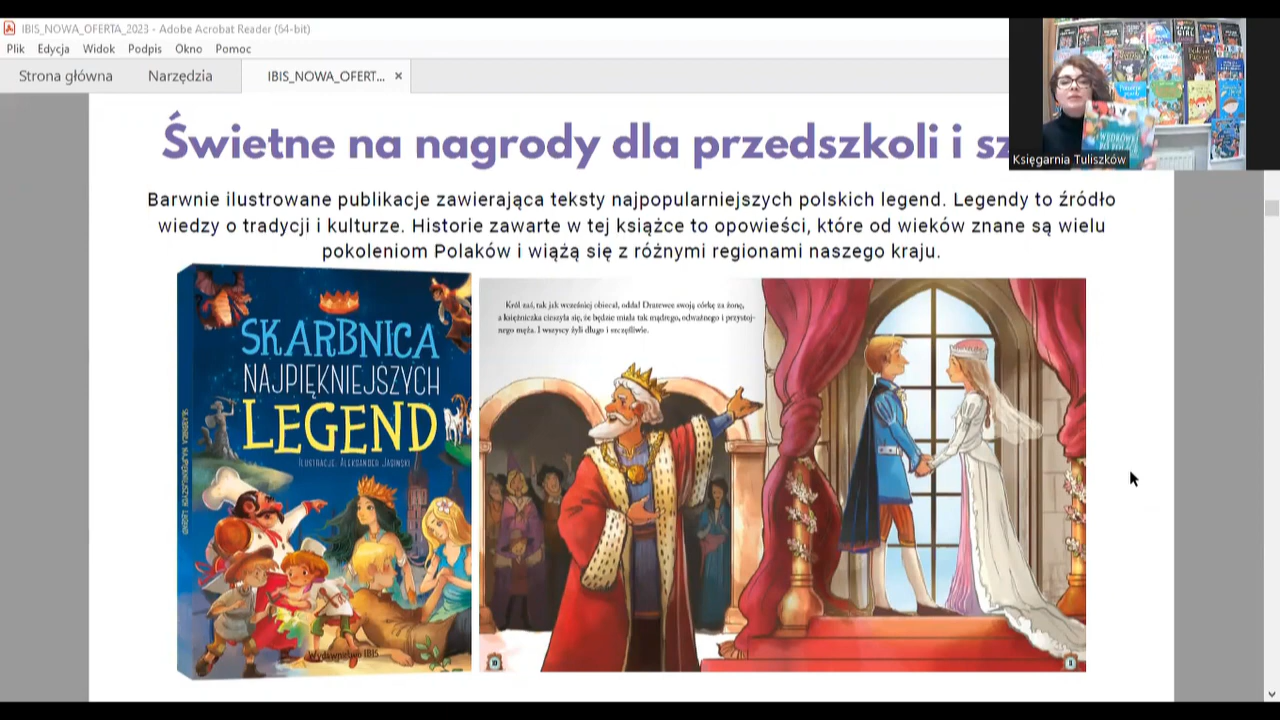 IBIS_NOWA_OFERTA_2023 - Adobe Acrobat Reader (64-bit)
Plik Edycja Widok Podpis Okno Pomoc
Strona główna Narzędzia IBIS_NOWA_OFERT... ×
Księgarnia Tuliszków
Świetne na nagrody dla przedszkoli i sz
Barwnie ilustrowane publikacje zawierająca teksty najpopularniejszych polskich legend. Legendy to źródło
wiedzy o tradycji i kulturze. Historie zawarte w tej książce to opowieści, które od wieków znane są wielu
pokoleniom Polaków i wiążą się z różnymi regionami naszego kraju.
SKARBNICA
NAJPIĘKNIEJSZYCH
LEGEND
ILUSTRACJE: ALEKSANDER JASIŃSKI
SKARBNICA NAJPIĘKNIEJSZYCH LEGEND
Wydawnictwo IBIS
Król zaś, tak jak wcześniej obiecał, oddał Dratewce swoją córkę za żonę,
a księżniczka cieszyła się, że będzie miała tak mądrego, odważnego i przystoj-
nego męża. I wszyscy żyli długo i szczęśliwie.